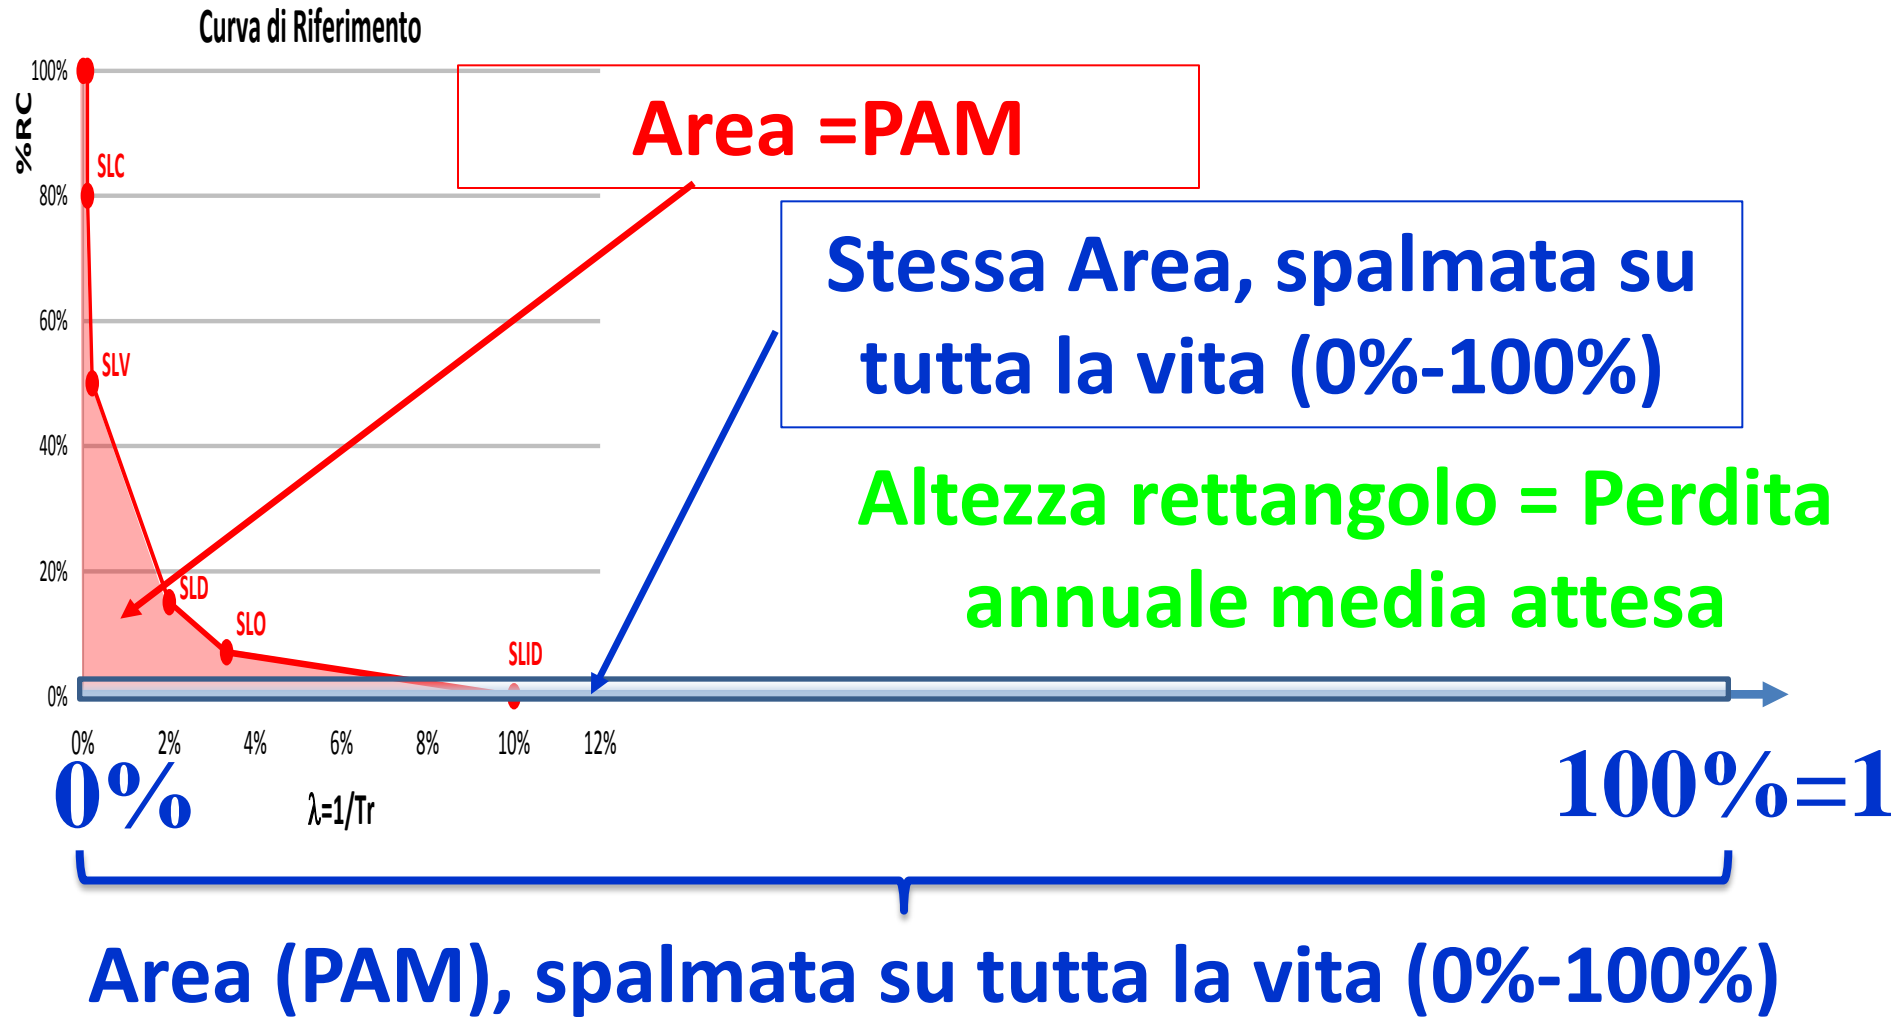 Curva di Riferimento
%RC
100%
80%
60%
40%
20%
0%
SLC
SLV
SLD
SLO
SLID
Area =PAM
Stessa Area, spalmata su
tutta la vita (0%-100%)
Altezza rettangolo = Perdita
annuale media attesa
0% 2% 4% 6% 8% 10% 12%
λ=1/Tr
0%
100%=1
Area (PAM), spalmata su tutta la vita (0%-100%)